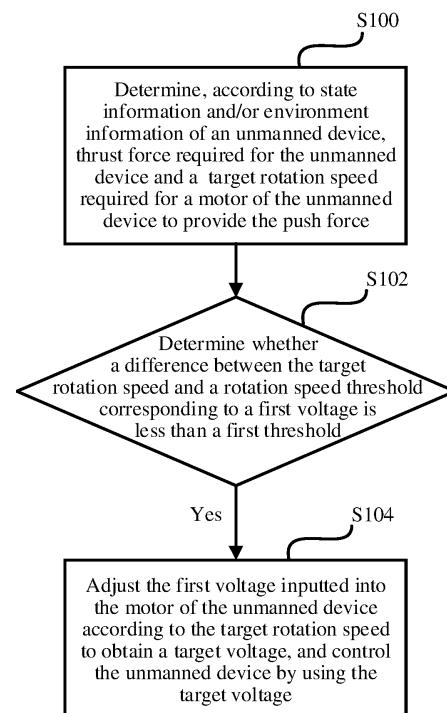 S100
Determine, according to state
information and/or environment
information of an unmanned device,
thrust force required for the unmanned
device and a target rotation speed
required for a motor of the unmanned
device to provide the push force
S102
Determine whether
a difference between the target
rotation speed and a rotation speed threshold
corresponding to a first voltage is
less than a first threshold
Yes
S104
Adjust the first voltage inputted into
the motor of the unmanned device
according to the target rotation speed
to obtain a target voltage, and control
the unmanned device by using the
target voltage